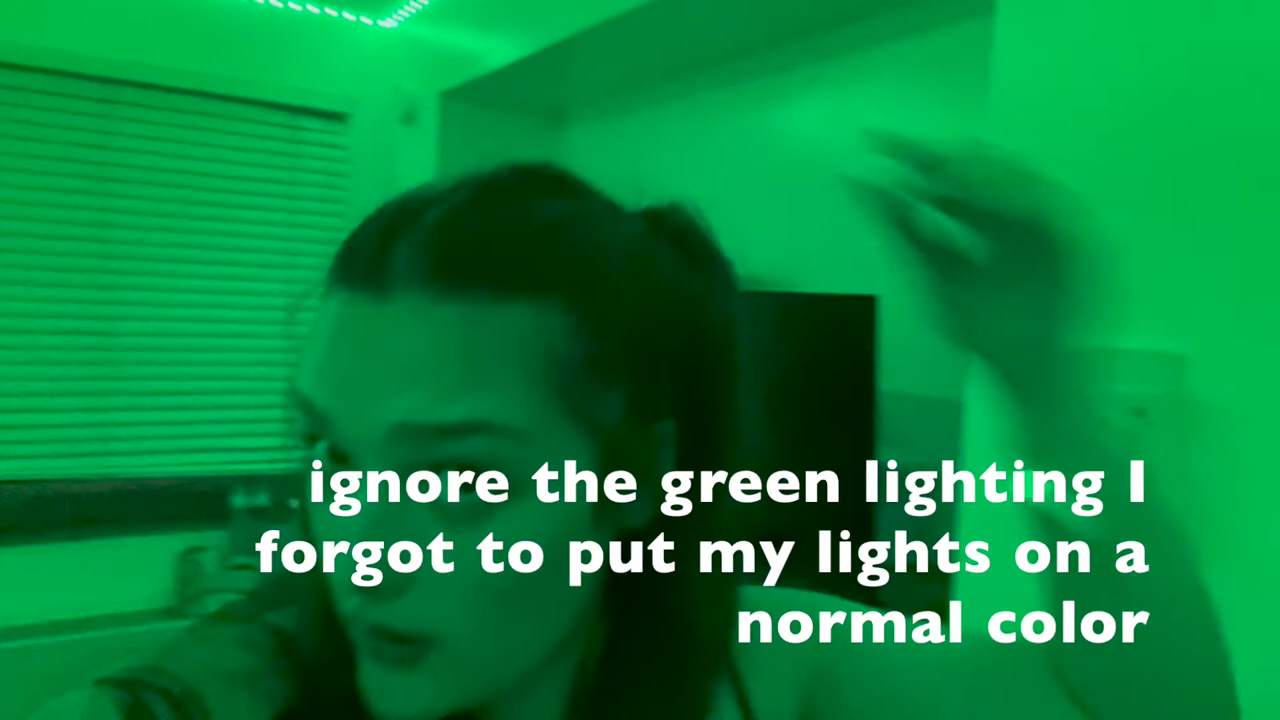 ignore the green lighting I
forgot to put my lights on a
normal color